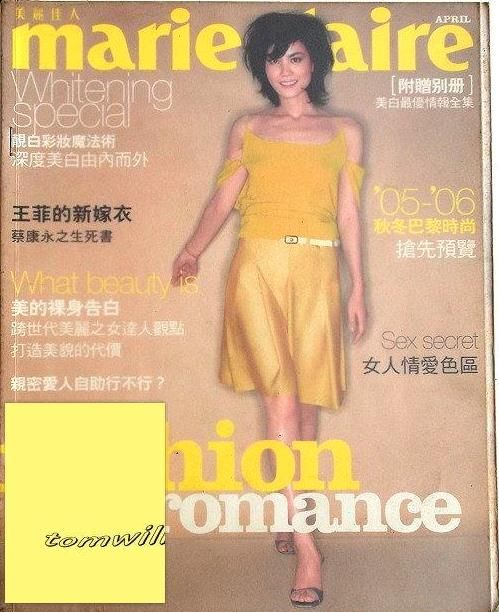 美麗佳人
marie claire
APRIL
Whitening
special
靚白彩妝魔法術
深度美白由內而外
[附贈別冊]
美白最優情報全集
王菲的新嫁衣
蔡康永之生死書
'05-'06
秋冬巴黎時尚
搶先預覽
What beauty is
美的裸身告白
跨世代美麗之女達人觀點
打造美貌的代價
Sex secret
女人情愛色區
親密愛人自助行不行？
hion
romance
tomwill